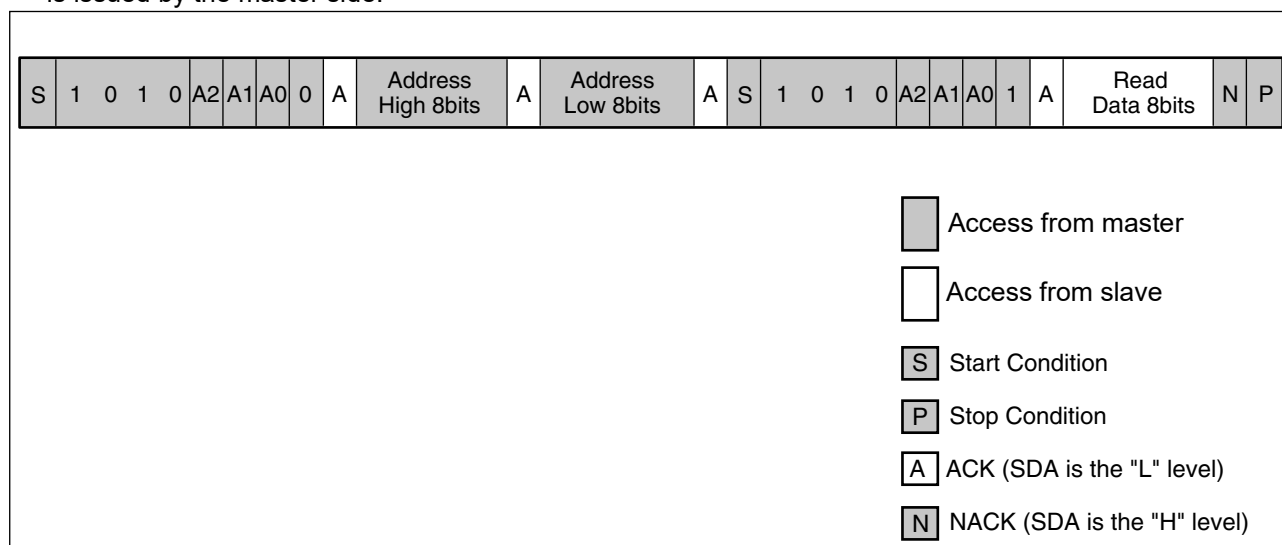 is issued by the master side.
S 1 0 1 0 A2 A1 A0 0 A Address High 8bits A Address Low 8bits A S 1 0 1 0 A2 A1 A0 1 A Read Data 8bits N P
Access from master
Access from slave
S Start Condition
P Stop Condition
A ACK (SDA is the "L" level)
N NACK (SDA is the "H" level)